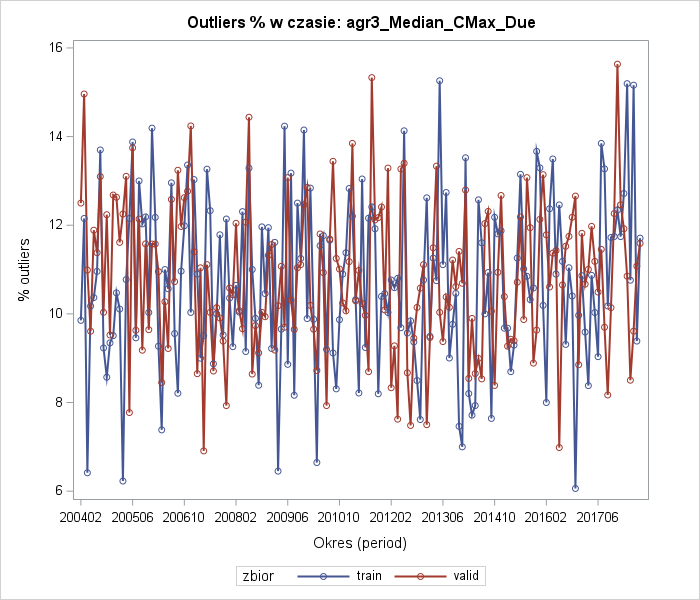 Outliers % w czasie: agr3_Median_CMax_Due
% outliers
16
14
12
10
8
6
200402 200506 200610 200802 200906 201010 201202 201306 201410 201602 201706
Okres (period)
zbior train valid